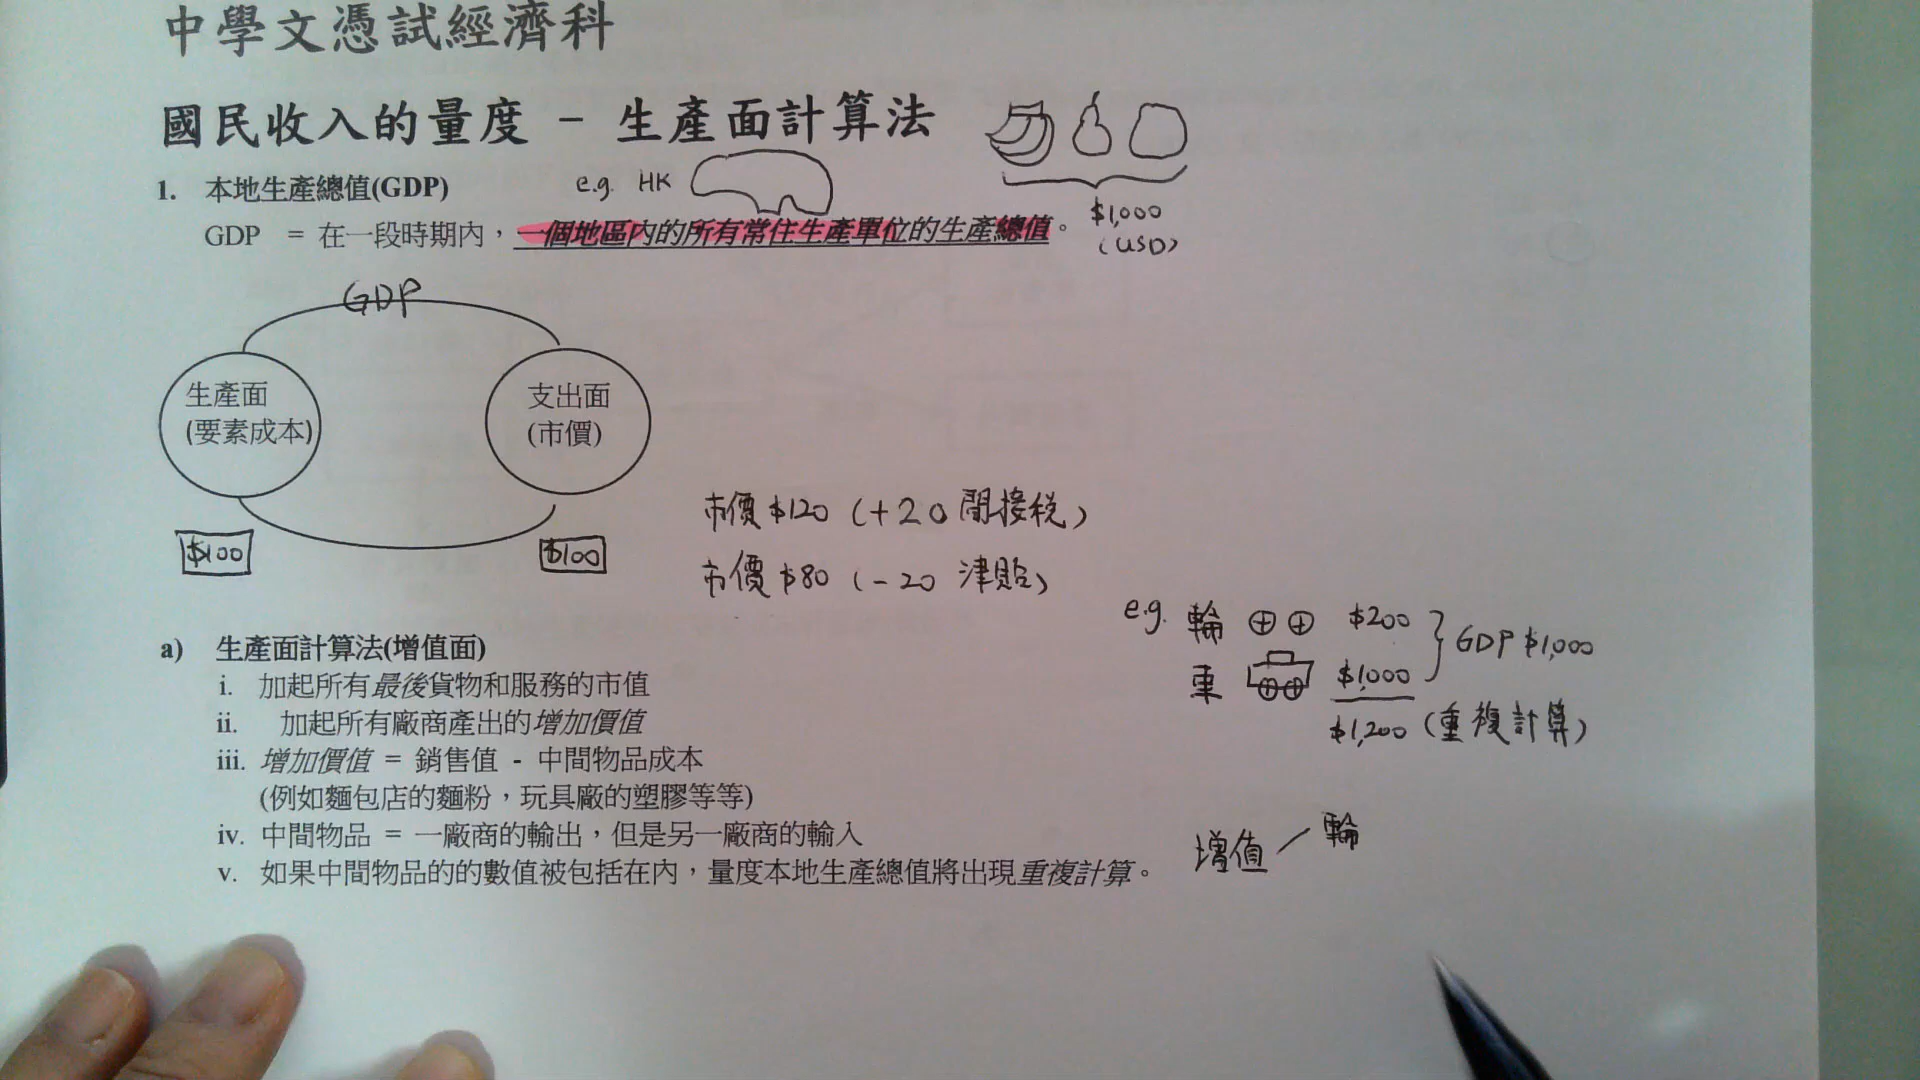 中學文憑試經濟科
國民收入的量度 – 生產面計算法
1. 本地生產總值(GDP)
e.g. HK
GDP = 在一段時期內，一個地區內的所有常住生產單位的生產總值。
$1,000
(USD)
GDP
生產面
(要素成本)
支出面
(市價)
$100
$100
市價 $120 (+20 間接稅)
市價 $80 (-20 津貼)
e.g. 輪 $200
車 $1,000
GDP $1,000
$1,200 (重複計算)
a) 生產面計算法(增值面)
i. 加起所有最後貨物和服務的市值
ii. 加起所有廠商產出的增加價值
iii. 增加價值 = 銷售值 - 中間物品成本
(例如麵包店的麵粉，玩具廠的塑膠等等)
iv. 中間物品 = 一廠商的輸出，但是另一廠商的輸入
v. 如果中間物品的的數值被包括在內，量度本地生產總值將出現重複計算。
增值 輪